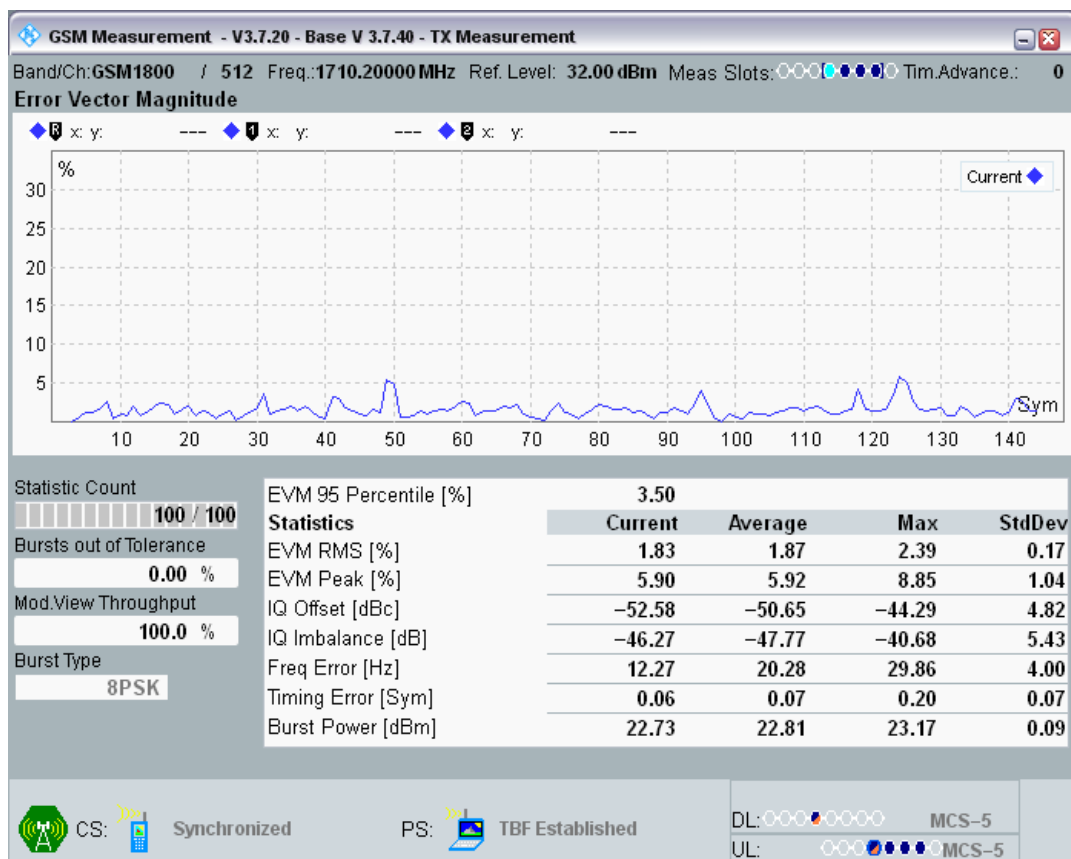 GSM Measurement - V3.7.20 - Base V 3.7.40 - TX Measurement
Band/Ch:GSM1800 / 512 Freq.:1710.20000 MHz Ref. Level: 32.00 dBm Meas Slots: Tim.Advance.: 0
Error Vector Magnitude
R x: y: --- 1 x: y: --- 2 x: y: ---
%
Current
30
25
20
15
10
5
Sym
10 20 30 40 50 60 70 80 90 100 110 120 130 140
Statistic Count
100 / 100
Bursts out of Tolerance
0.00 %
Mod.View Throughput
100.0 %
Burst Type
8PSK
EVM 95 Percentile [%] 3.50
Statistics Current Average Max StdDev
EVM RMS [%] 1.83 1.87 2.39 0.17
EVM Peak [%] 5.90 5.92 8.85 1.04
IQ Offset [dBc] −52.58 −50.65 −44.29 4.82
IQ Imbalance [dB] −46.27 −47.77 −40.68 5.43
Freq Error [Hz] 12.27 20.28 29.86 4.00
Timing Error [Sym] 0.06 0.07 0.20 0.07
Burst Power [dBm] 22.73 22.81 23.17 0.09
CS: Synchronized PS: TBF Established
DL: MCS−5
UL: MCS−5